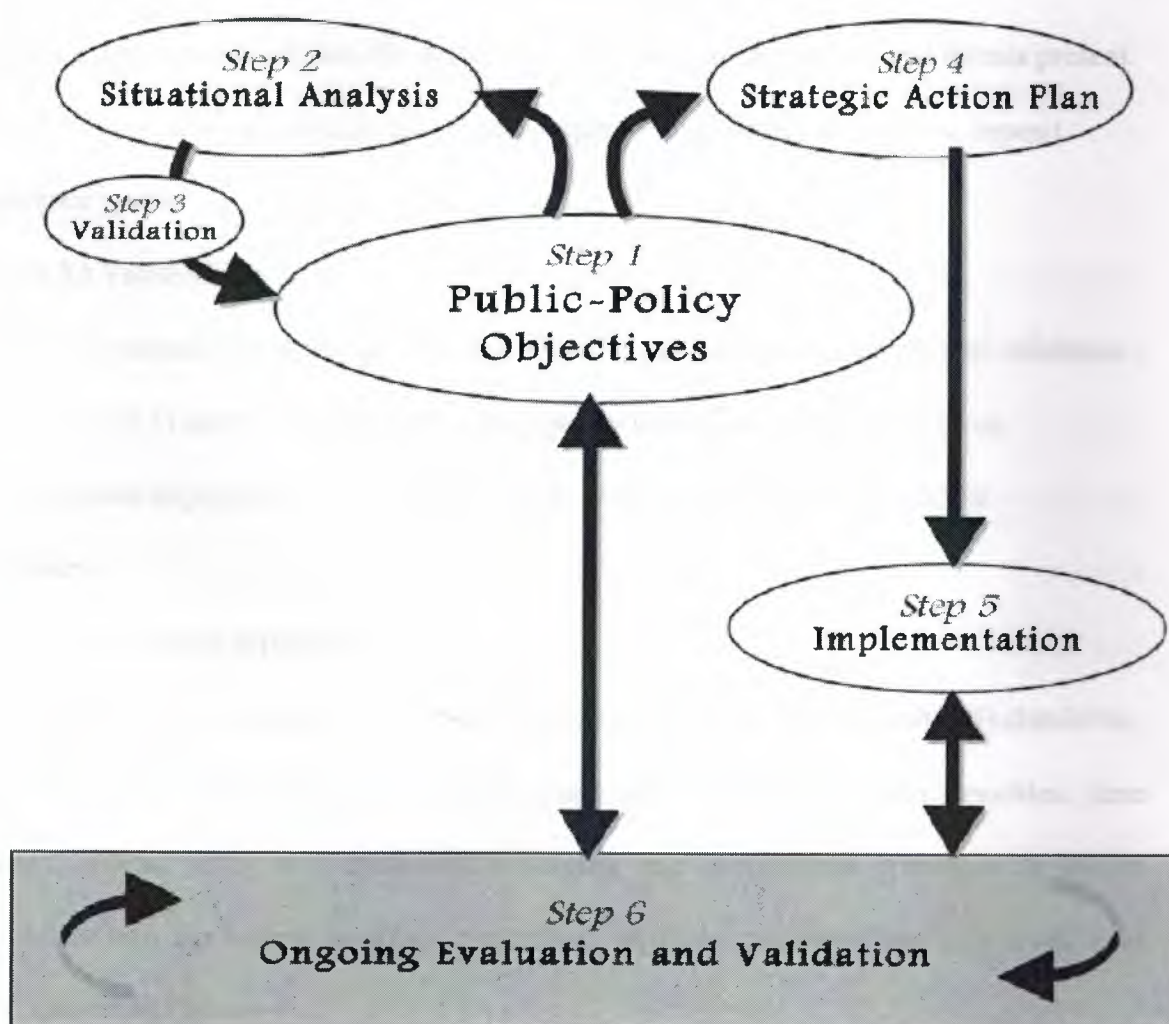 Step 1
Public-Policy
Objectives
Step 2
Situational Analysis
Step 3
Validation
Step 4
Strategic Action Plan
Step 5
Implementation
Step 6
Ongoing Evaluation and Validation